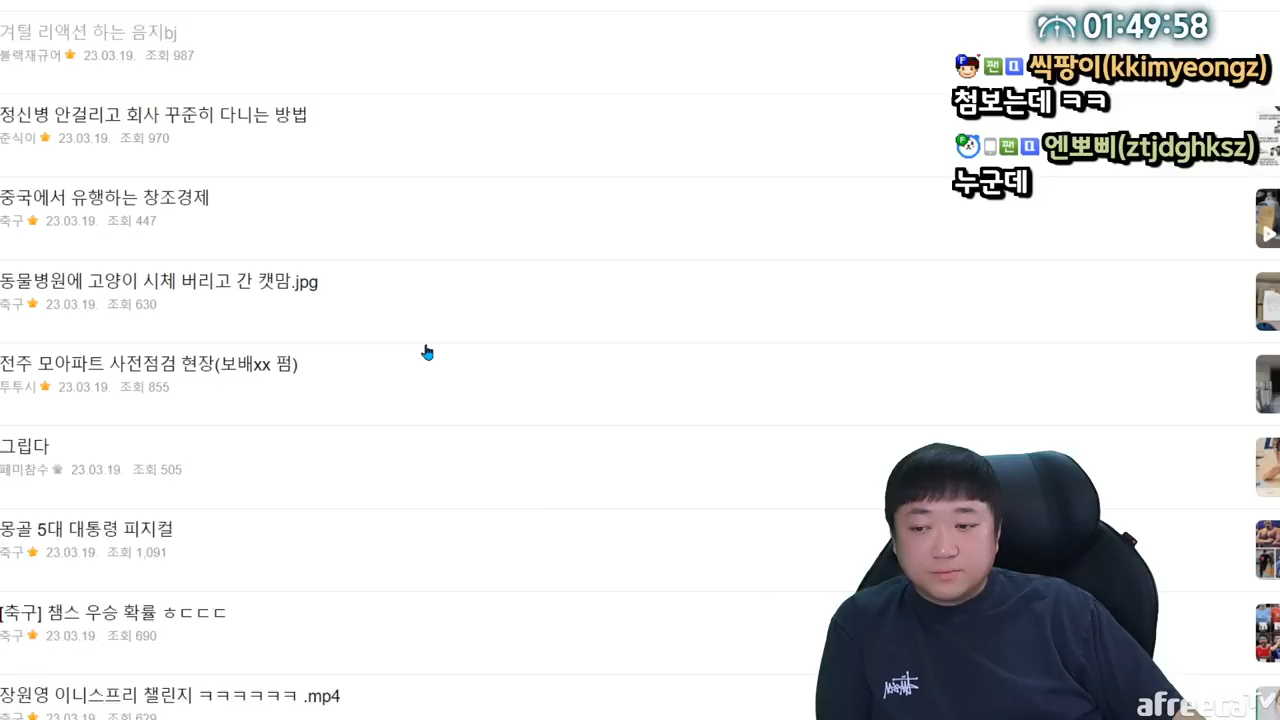 겨털 리액션 하는 음지bj
블랙재규어 23.03.19. 조회 987
정신병 안걸리고 회사 꾸준히 다니는 방법
준식이 23.03.19. 조회 970
중국에서 유행하는 창조경제
축구 23.03.19. 조회 447
동물병원에 고양이 시체 버리고 간 캣맘.jpg
축구 23.03.19. 조회 630
전주 모아파트 사전점검 현장(보배xx 펌)
투투시 23.03.19. 조회 855
그립다
페미참수 23.03.19. 조회 505
몽골 5대 대통령 피지컬
축구 23.03.19. 조회 1,091
[축구] 챔스 우승 확률 ㅎㄷㄷㄷ
축구 23.03.19. 조회 690
장원영 이니스프리 챌린지 ㅋㅋㅋㅋㅋㅋ .mp4
축구 23.03.19. 조회 629
01:49:58
F 팬 씩팡이(kkimyeongz)
첨보는데 ㅋㅋ
F 팬 엔뽀삐(ztjdghksz)
누군데
afreecaTV